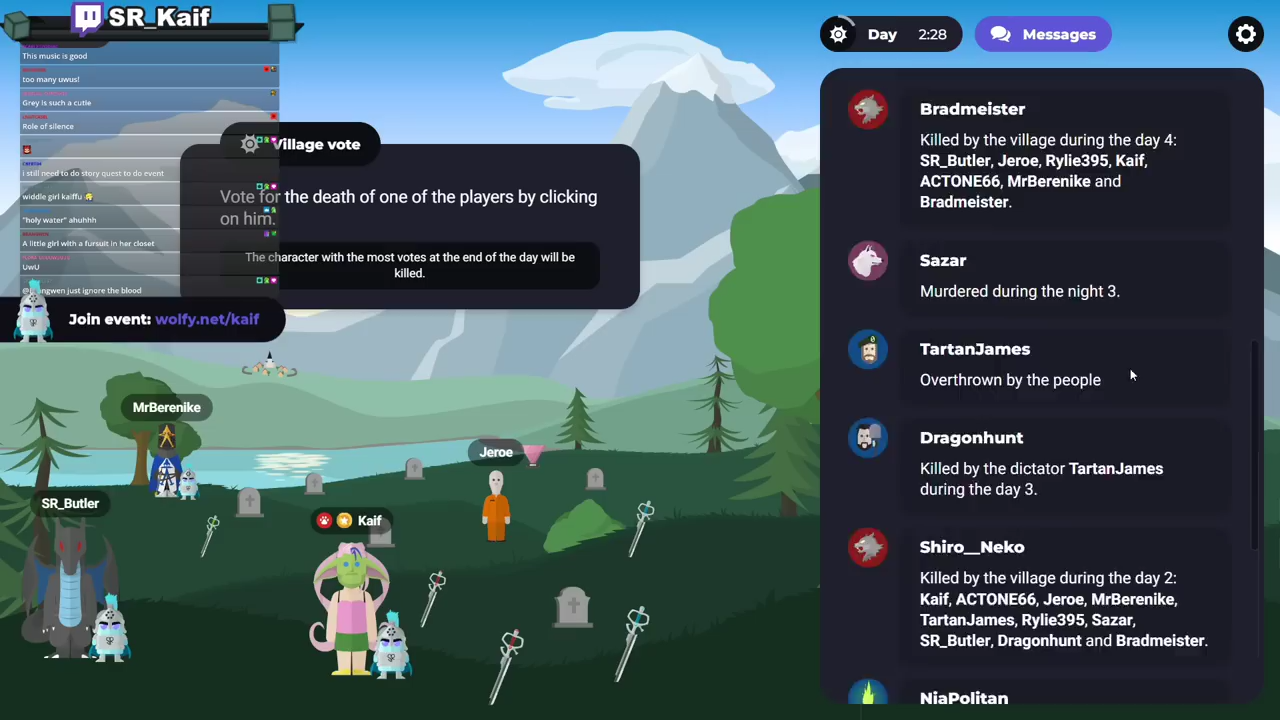 SR_Kaif
This music is good
too many uwus!
Grey is such a cutie
Role of silence
i still need to do story quest to do event
widdle girl kaiffu
"holy water" ahuhhh
A little girl with a fursuit in her closet
UwU
just ignore the blood
Village vote
Vote for the death of one of the players by clicking
on him.
The character with the most votes at the end of the day will be
killed.
Join event: wolfy.net/kaif
MrBerenike
SR_Butler
Kaif
Jeroe
Day 2:28
Messages
Bradmeister
Killed by the village during the day 4:
SR_Butler, Jeroe, Rylie395, Kaif,
ACTONE66, MrBerenike and
Bradmeister.
Sazar
Murdered during the night 3.
TartanJames
Overthrown by the people
Dragonhunt
Killed by the dictator TartanJames
during the day 3.
Shiro__Neko
Killed by the village during the day 2:
Kaif, ACTONE66, Jeroe, MrBerenike,
TartanJames, Rylie395, Sazar,
SR_Butler, Dragonhunt and Bradmeister.
NiaPolitan